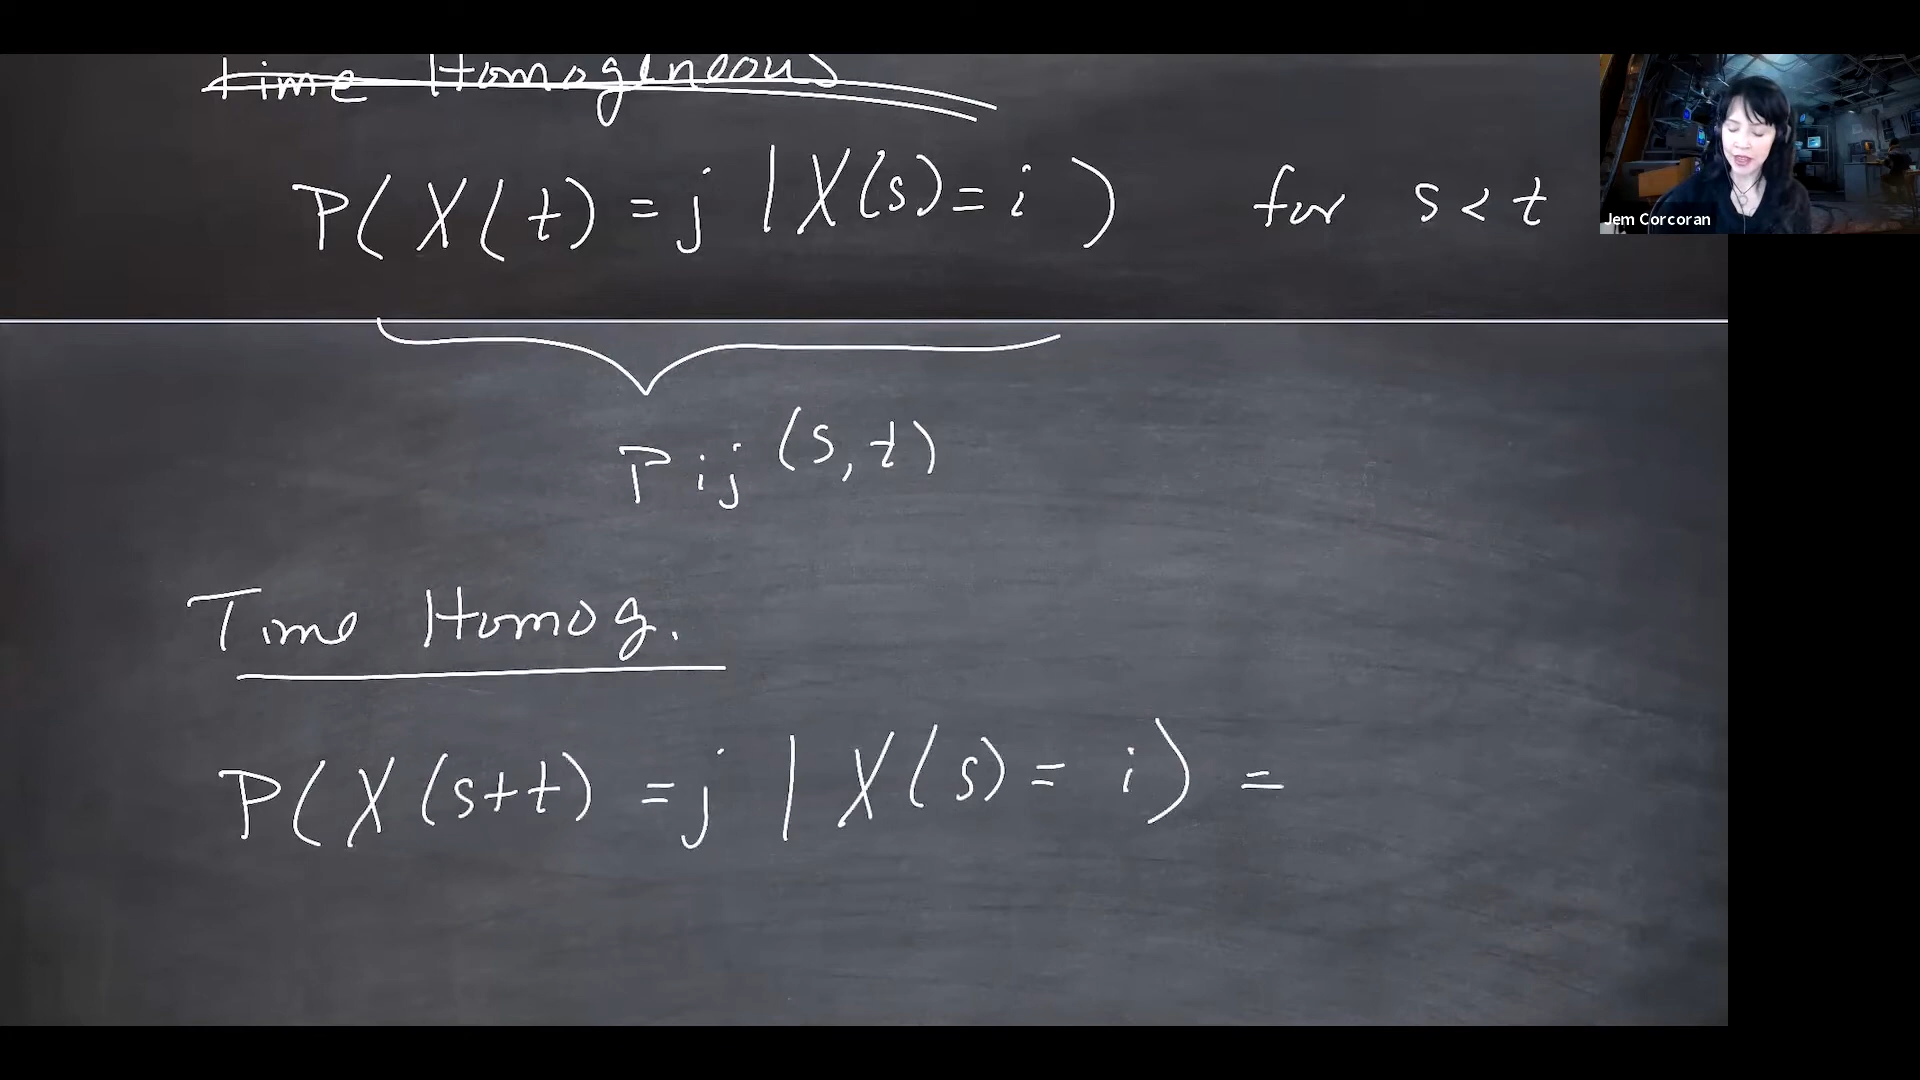 Time Homogeneous
P(X(t) = j | X(s) = i) for s < t
Jem Corcoran
Pij(s,t)
Time Homog.
P(X(s+t) = j | X(s) = i) =